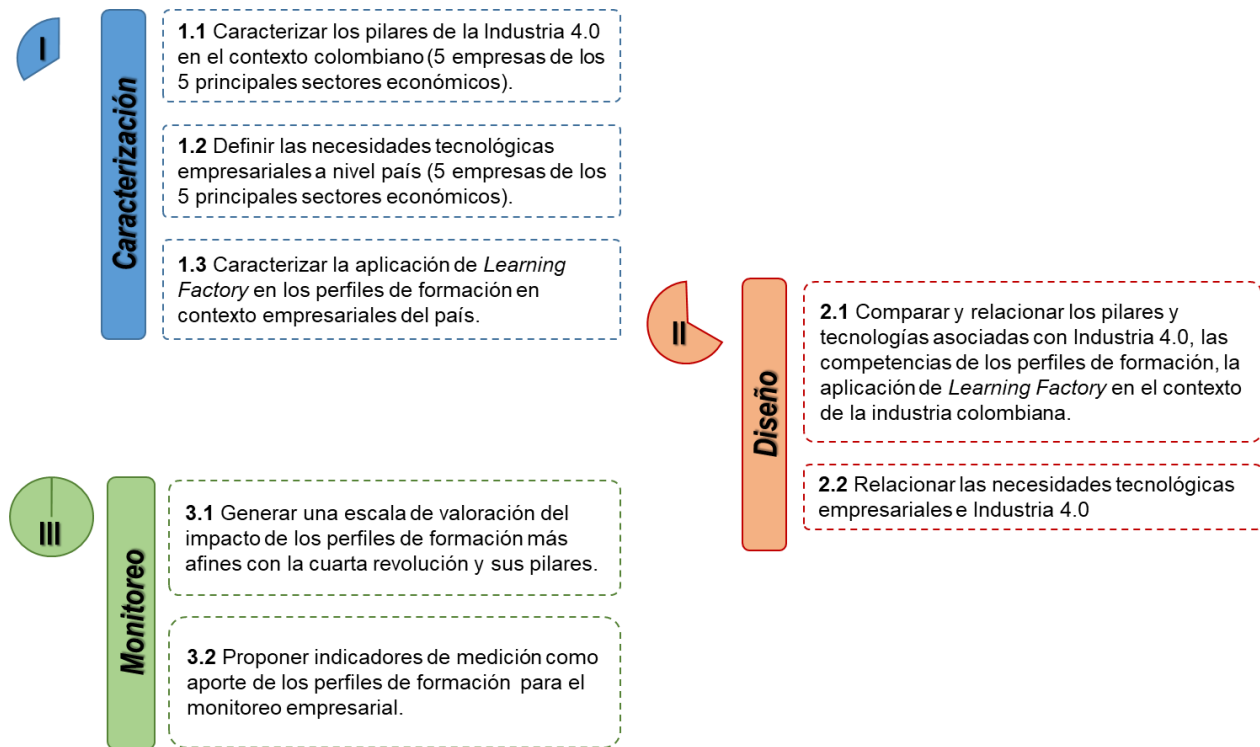 I
Caracterización
1.1 Caracterizar los pilares de la Industria 4.0
en el contexto colombiano (5 empresas de los
5 principales sectores económicos).
1.2 Definir las necesidades tecnológicas
empresariales a nivel país (5 empresas de los
5 principales sectores económicos).
1.3 Caracterizar la aplicación de Learning
Factory en los perfiles de formación en
contexto empresariales del país.
II
Diseño
2.1 Comparar y relacionar los pilares y
tecnologías asociadas con Industria 4.0, las
competencias de los perfiles de formación, la
aplicación de Learning Factory en el contexto
de la industria colombiana.
2.2 Relacionar las necesidades tecnológicas
empresariales e Industria 4.0
III
Monitoreo
3.1 Generar una escala de valoración del
impacto de los perfiles de formación más
afines con la cuarta revolución y sus pilares.
3.2 Proponer indicadores de medición como
aporte de los perfiles de formación para el
monitoreo empresarial.